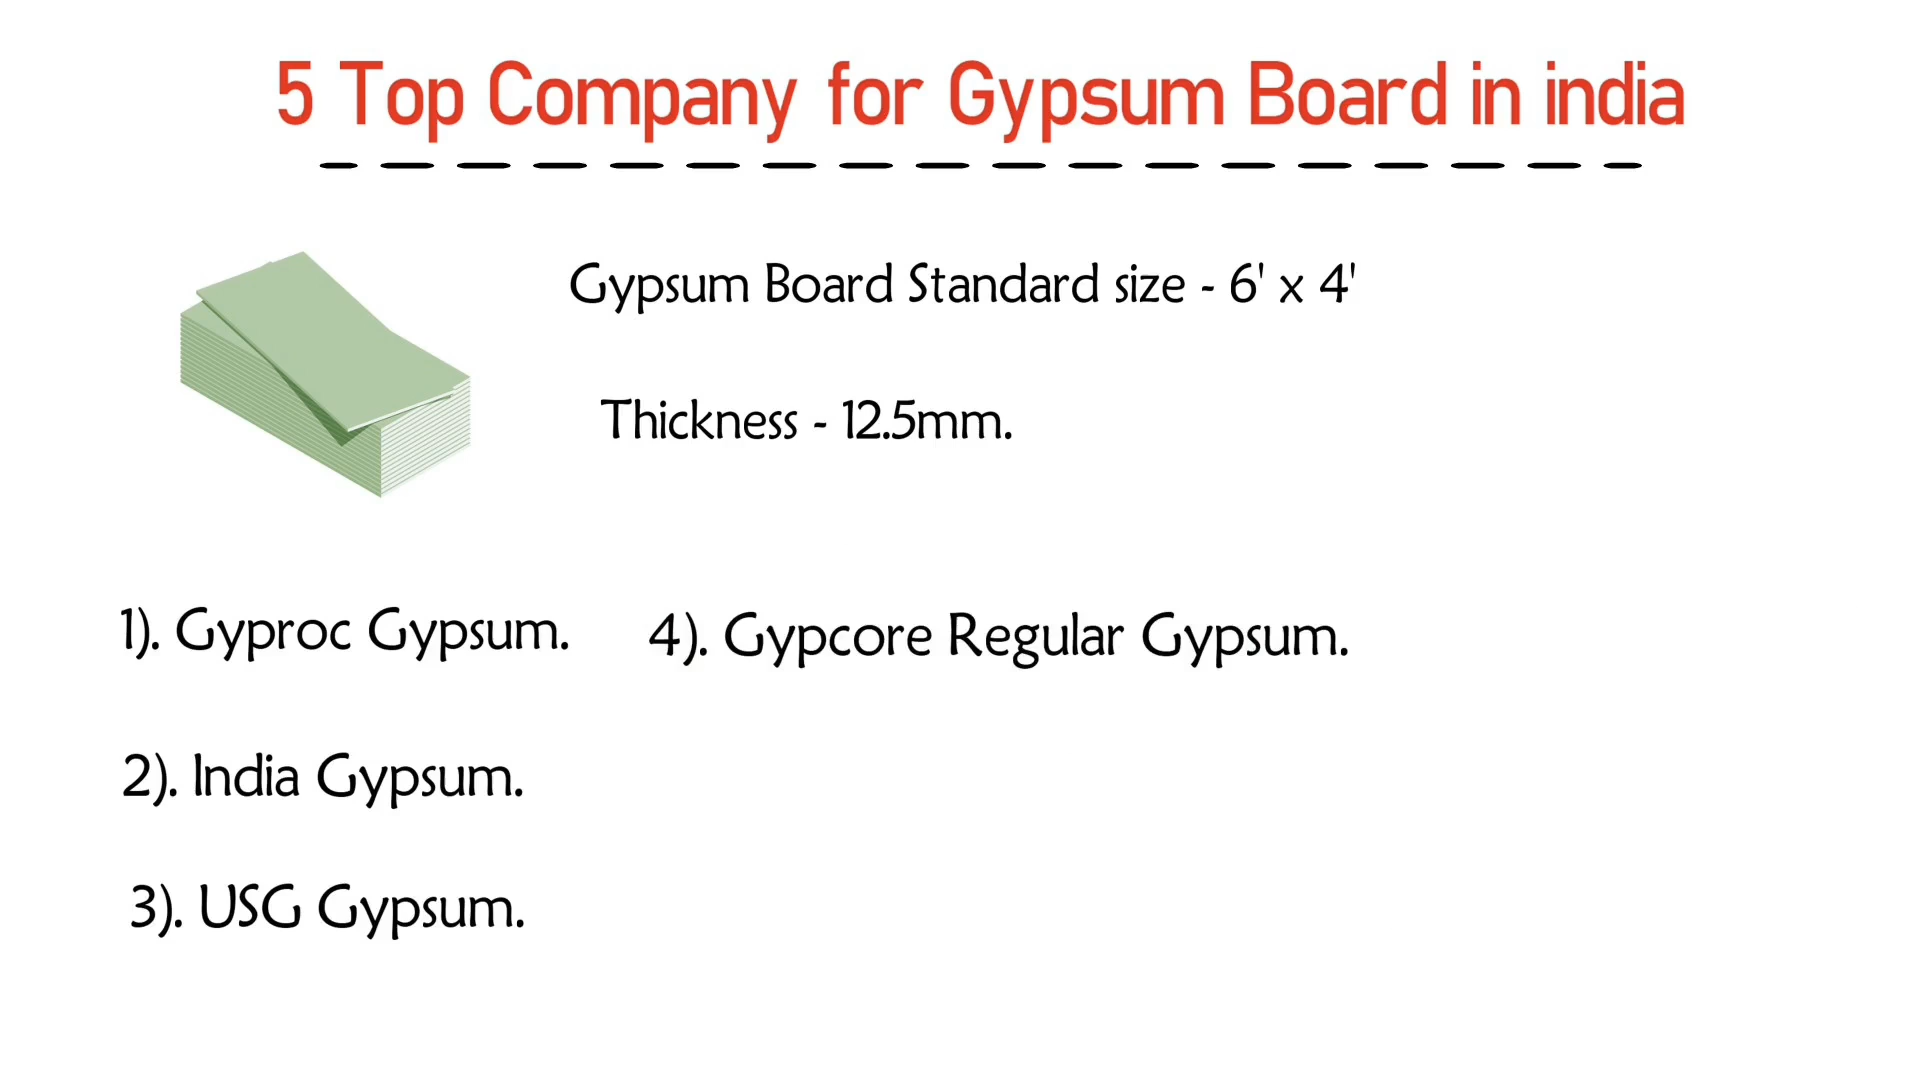 5 Top Company for Gypsum Board in india
Gypsum Board Standard size - 6' x 4'
Thickness - 12.5mm.
1). Gyproc Gypsum.
2). India Gypsum.
3). USG Gypsum.
4). Gypcore Regular Gypsum.